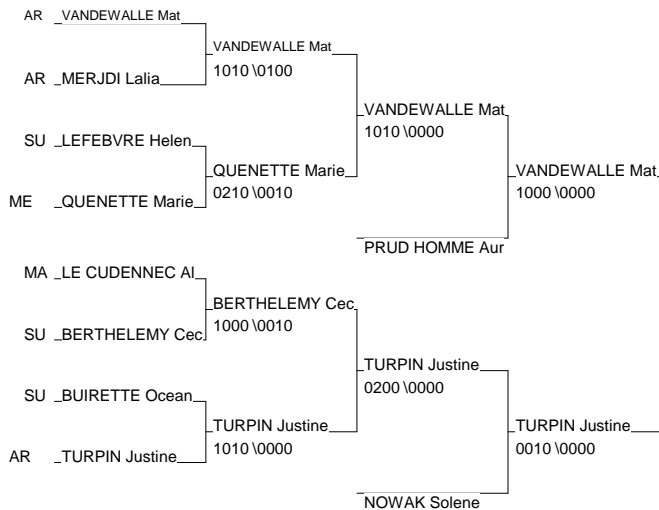 AR VANDEWALLE Mat
VANDEWALLE Mat
1010 \0100
AR MERJDI Lalia
VANDEWALLE Mat
1010 \0000
SU LEFEBVRE Helen
QUENETTE Marie
0210 \0010
VANDEWALLE Mat
1000 \0000
ME QUENETTE Marie
PRUD HOMME Aur
MA LE CUDENNEC Al
BERTHELEMY Cec
1000 \0010
SU BERTHELEMY Cec
TURPIN Justine
0200 \0000
SU BUIRETTE Ocean
TURPIN Justine
1010 \0000
TURPIN Justine
0010 \0000
AR TURPIN Justine
NOWAK Solene